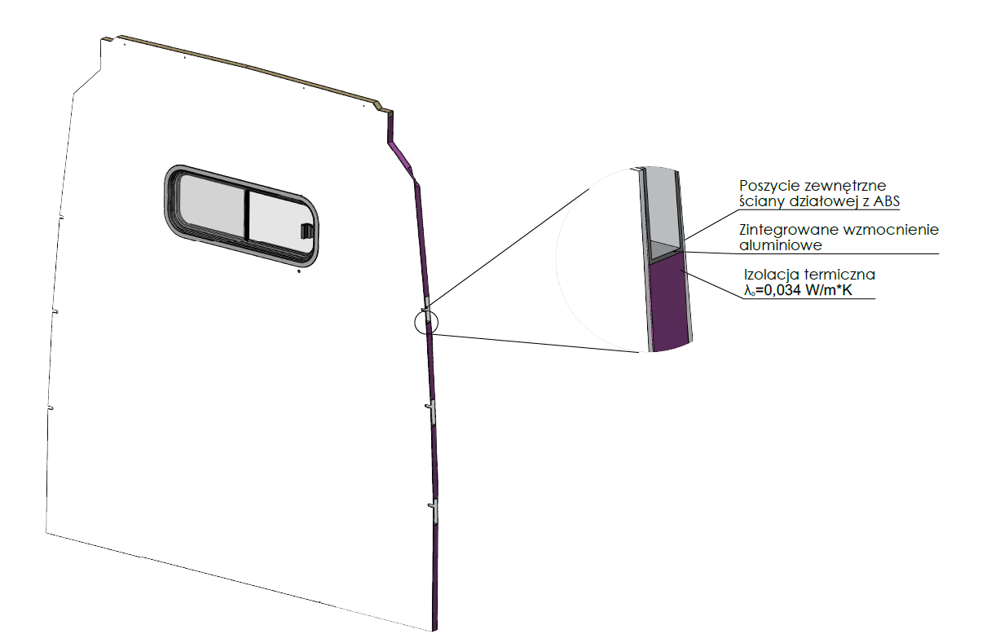 Poszycie zewnętrzne
ściany działowej z ABS
Zintegrowane wzmocnienie
aluminiowe
Izolacja termiczna
λₒ=0,034 W/m*K